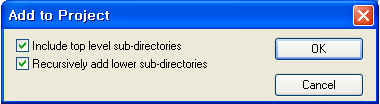 Add to Project
Include top level sub-directories
OK
Recursively add lower sub-directories
Cancel